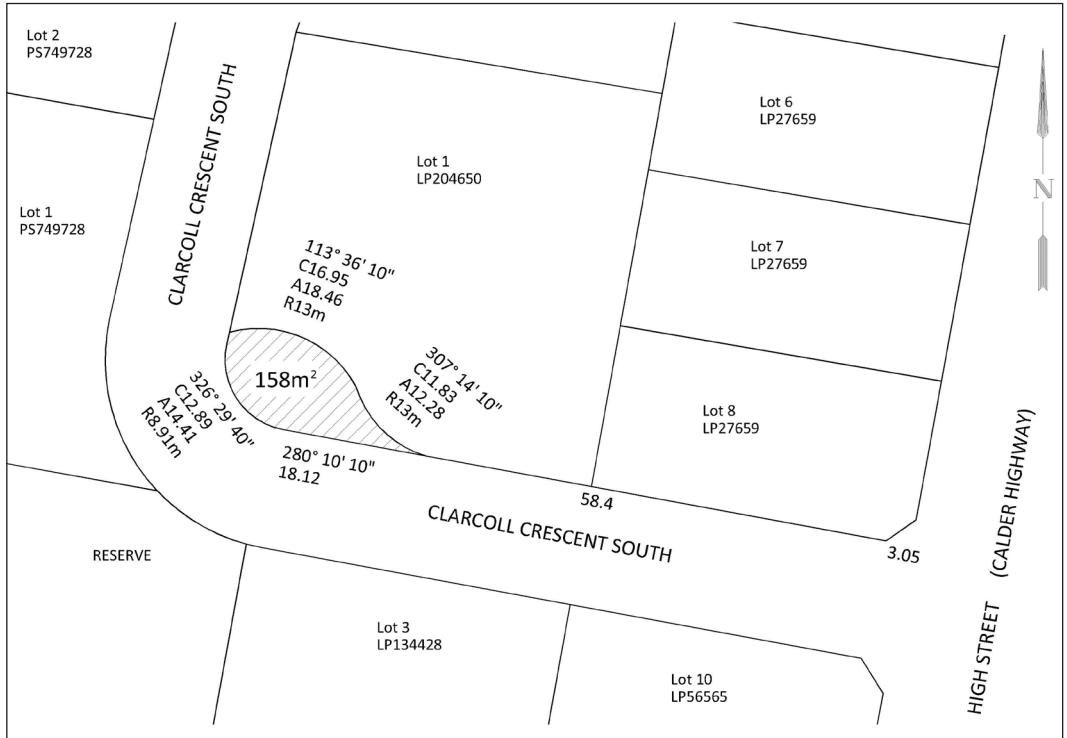 Lot 2
PS749728
CLARCOLL CRESCENT SOUTH
Lot 6
LP27659
Lot 1
LP204650
N
Lot 1
PS749728
Lot 7
LP27659
113° 36' 10"
C16.95
A18.46
R13m
307° 14' 10"
C11.83
A12.28
R13m
158m²
326° 29' 40"
C12.89
A14.41
R8.91m
Lot 8
LP27659
280° 10' 10"
18.12
58.4
CLARCOLL CRESCENT SOUTH
3.05
HIGH STREET (CALDER HIGHWAY)
RESERVE
Lot 3
LP134428
Lot 10
LP56565